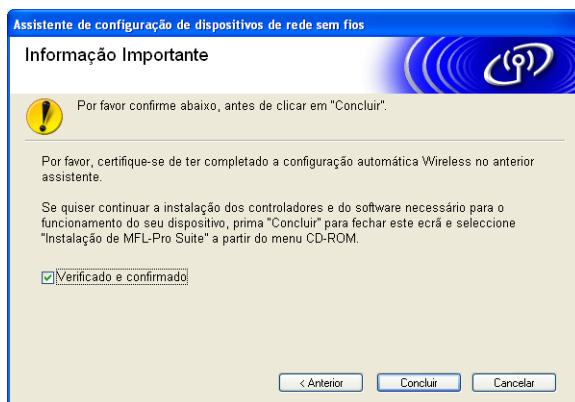 Assistente de configuração de dispositivos de rede sem fios
Informação Importante
Por favor confirme abaixo, antes de clicar em "Concluir".
Por favor, certifique-se de ter completado a configuração automática Wireless no anterior
assistente.
Se quiser continuar a instalação dos controladores e do software necessário para o
funcionamento do seu dispositivo, prima "Concluir" para fechar este ecrã e seleccione
"Instalação de MFL-Pro Suite" a partir do menu CD-ROM.
Verificado e confirmado
< Anterior
Concluir
Cancelar